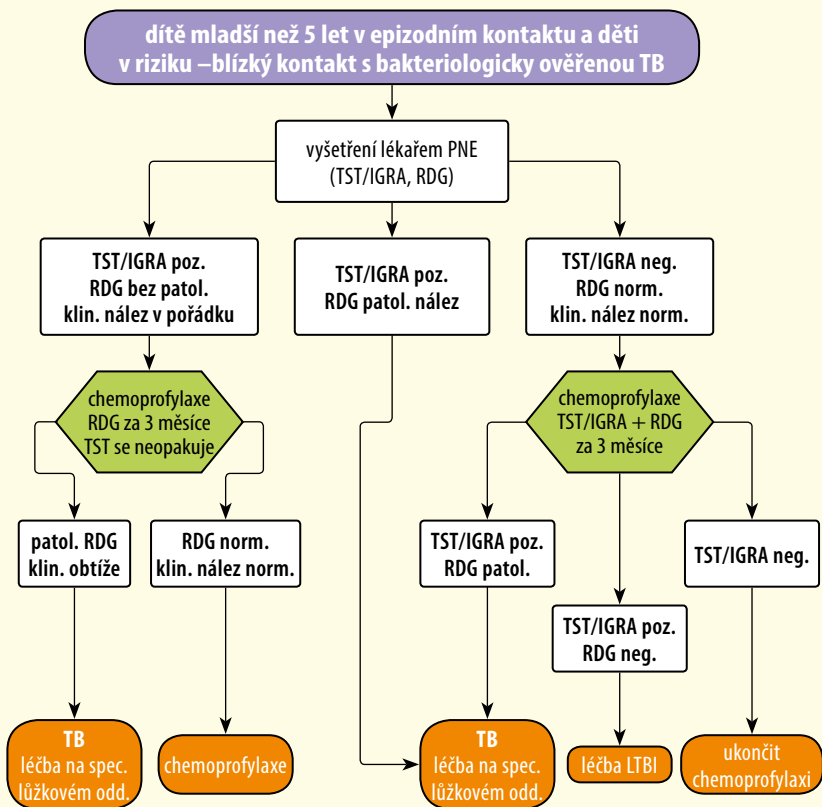 dítě mladší než 5 let v epizodním kontaktu a děti
v riziku –blízký kontakt s bakteriologicky ověřenou TB
vyšetření lékařem PNE
(TST/IGRA, RDG)
TST/IGRA poz.
RDG bez patol.
klin. nález v pořádku
TST/IGRA poz.
RDG patol. nález
TST/IGRA neg.
RDG norm.
klin. nález norm.
chemoprofylaxe
RDG za 3 měsíce
TST se neopakuje
chemoprofylaxe
TST/IGRA + RDG
za 3 měsíce
patol. RDG
klin. obtíže
RDG norm.
klin. nález norm.
TST/IGRA poz.
RDG patol.
TST/IGRA neg.
TST/IGRA poz.
RDG neg.
TB
léčba na spec.
lůžkovém odd.
chemoprofylaxe
TB
léčba na spec.
lůžkovém odd.
léčba LTBI
ukončit
chemoprofylaxi